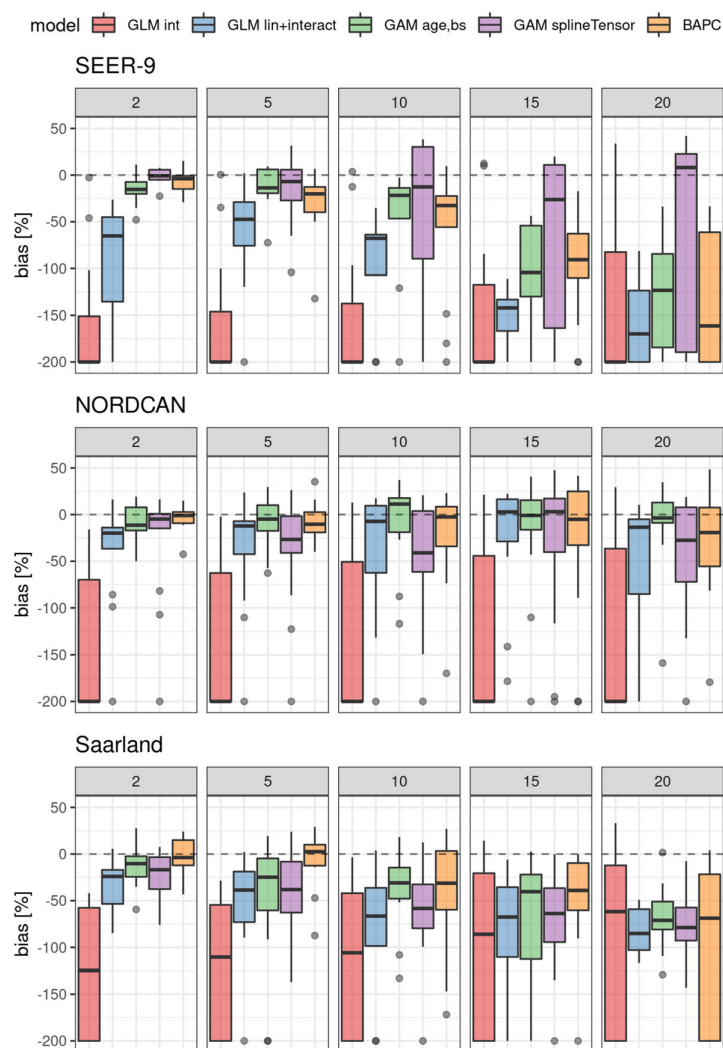 model GLM int GLM lin+interact GAM age,bs GAM splineTensor BAPC
SEER-9
2 5 10 15 20
50
0
-50
-100
-150
-200
bias [%]
NORDCAN
2 5 10 15 20
50
0
-50
-100
-150
-200
bias [%]
Saarland
2 5 10 15 20
50
0
-50
-100
-150
-200
bias [%]